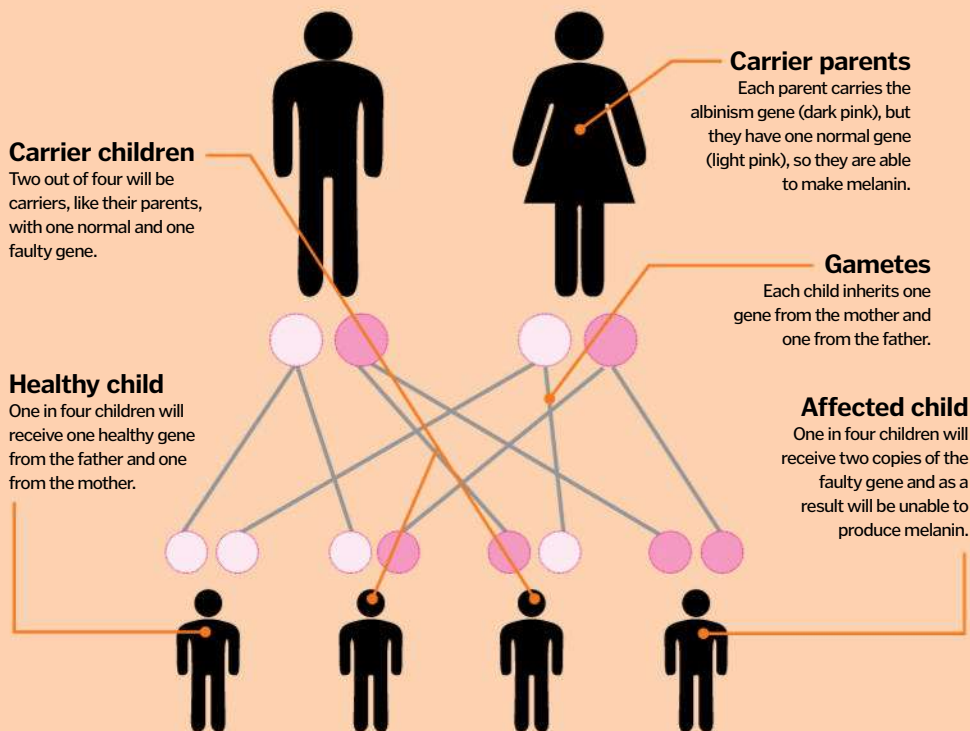 Carrier parents
Each parent carries the
albinism gene (dark pink), but
they have one normal gene
(light pink), so they are able
to make melanin.
Carrier children
Two out of four will be
carriers, like their parents,
with one normal and one
faulty gene.
Gametes
Each child inherits one
gene from the mother and
one from the father.
Healthy child
One in four children will
receive one healthy gene
from the father and one
from the mother.
Affected child
One in four children will
receive two copies of the
faulty gene and as a
result will be unable to
produce melanin.